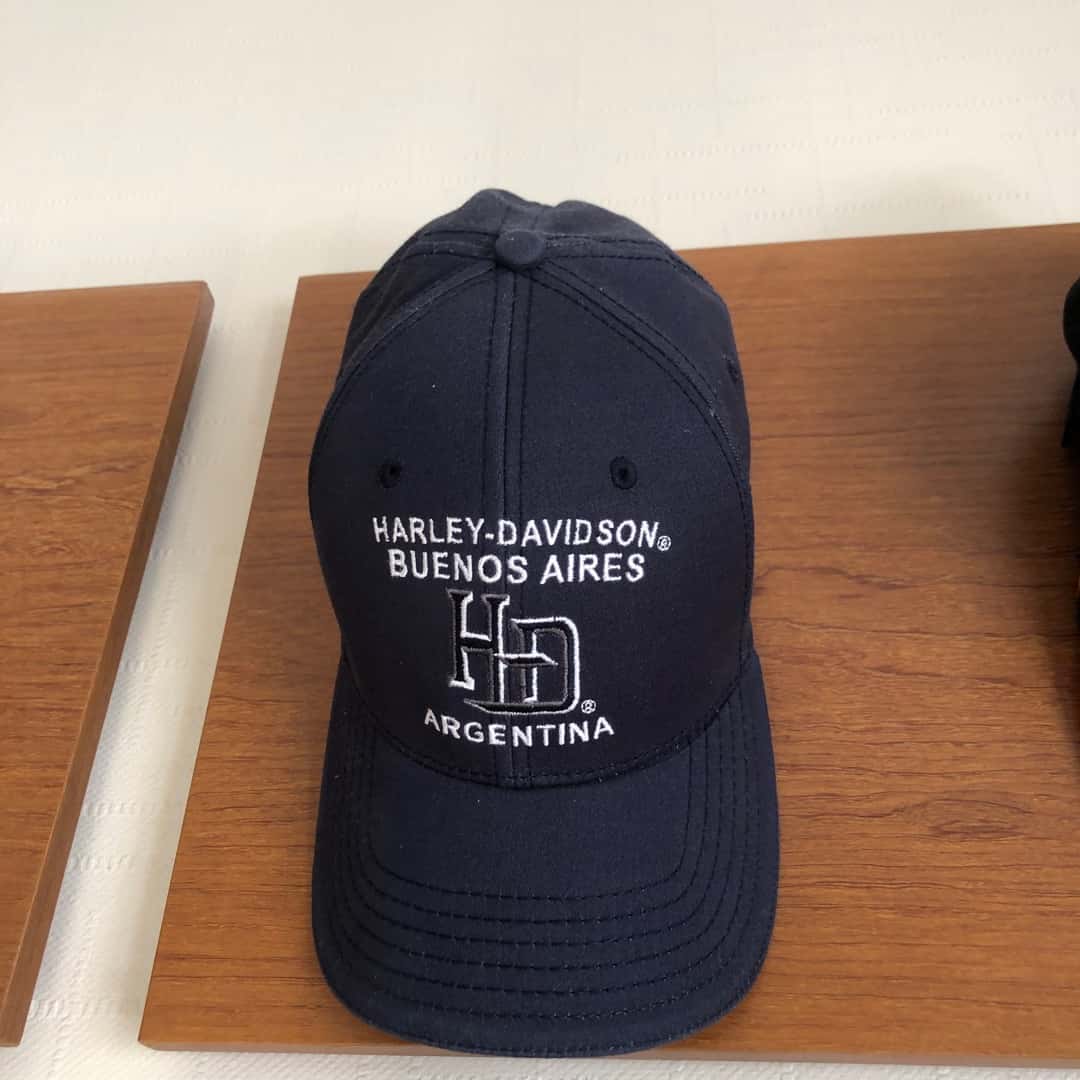 HARLEY-DAVIDSON®
BUENOS AIRES
HD®
ARGENTINA